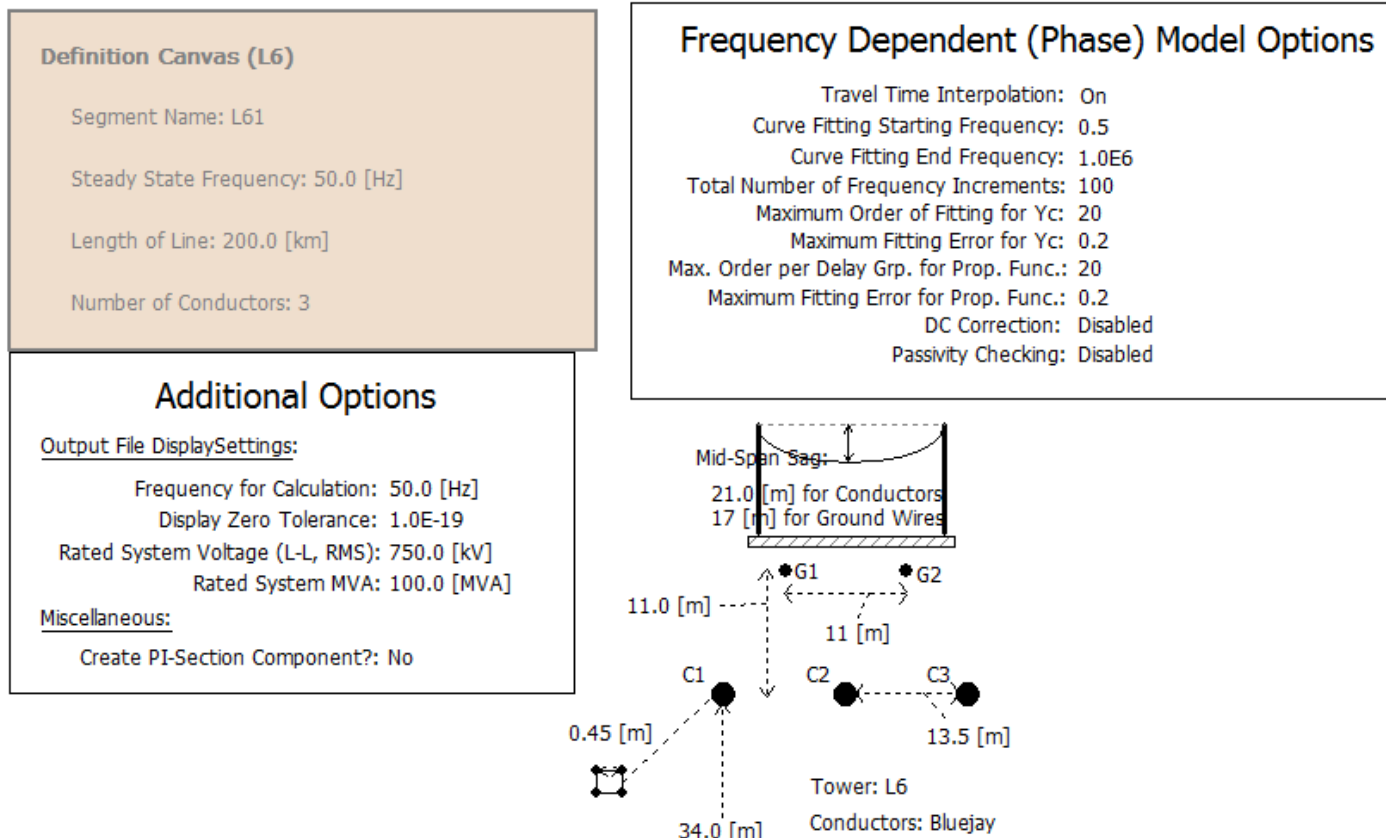 Definition Canvas (L6)
Segment Name: L61
Steady State Frequency: 50.0 [Hz]
Length of Line: 200.0 [km]
Number of Conductors: 3
Additional Options
Output File DisplaySettings:
Frequency for Calculation: 50.0 [Hz]
Display Zero Tolerance: 1.0E-19
Rated System Voltage (L-L, RMS): 750.0 [kV]
Rated System MVA: 100.0 [MVA]
Miscellaneous:
Create PI-Section Component?: No
Frequency Dependent (Phase) Model Options
Travel Time Interpolation: On
Curve Fitting Starting Frequency: 0.5
Curve Fitting End Frequency: 1.0E6
Total Number of Frequency Increments: 100
Maximum Order of Fitting for Yc: 20
Maximum Fitting Error for Yc: 0.2
Max. Order per Delay Grp. for Prop. Func.: 20
Maximum Fitting Error for Prop. Func.: 0.2
DC Correction: Disabled
Passivity Checking: Disabled
Mid-Span Sag:
21.0 [m] for Conductors
17 [m] for Ground Wires
G1
G2
11.0 [m]
11 [m]
C1
C2
C3
0.45 [m]
13.5 [m]
34.0 [m]
Tower: L6
Conductors: Bluejay